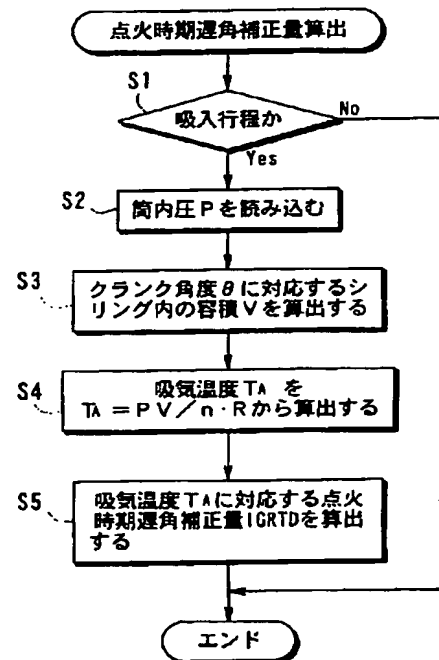 点火時期遅角補正量算出
S1
吸入行程か
No
Yes
S2
筒内圧Pを読み込む
S3
クランク角度θに対応するシ
リング内の容積Vを算出する
S4
吸気温度TAを
TA=PV/n·Rから算出する
S5
吸気温度TAに対応する点火
時期遅角補正量IGRTDを算出
する
エンド